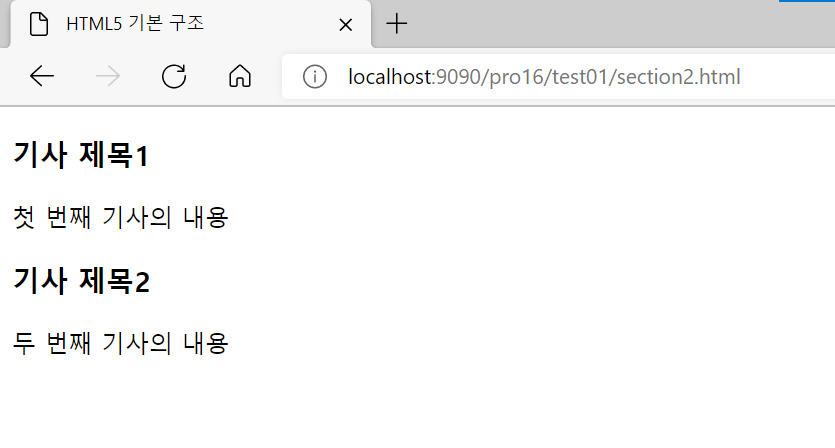 HTML5 기본 구조
localhost:9090/pro16/test01/section2.html
기사 제목1
첫 번째 기사의 내용
기사 제목2
두 번째 기사의 내용